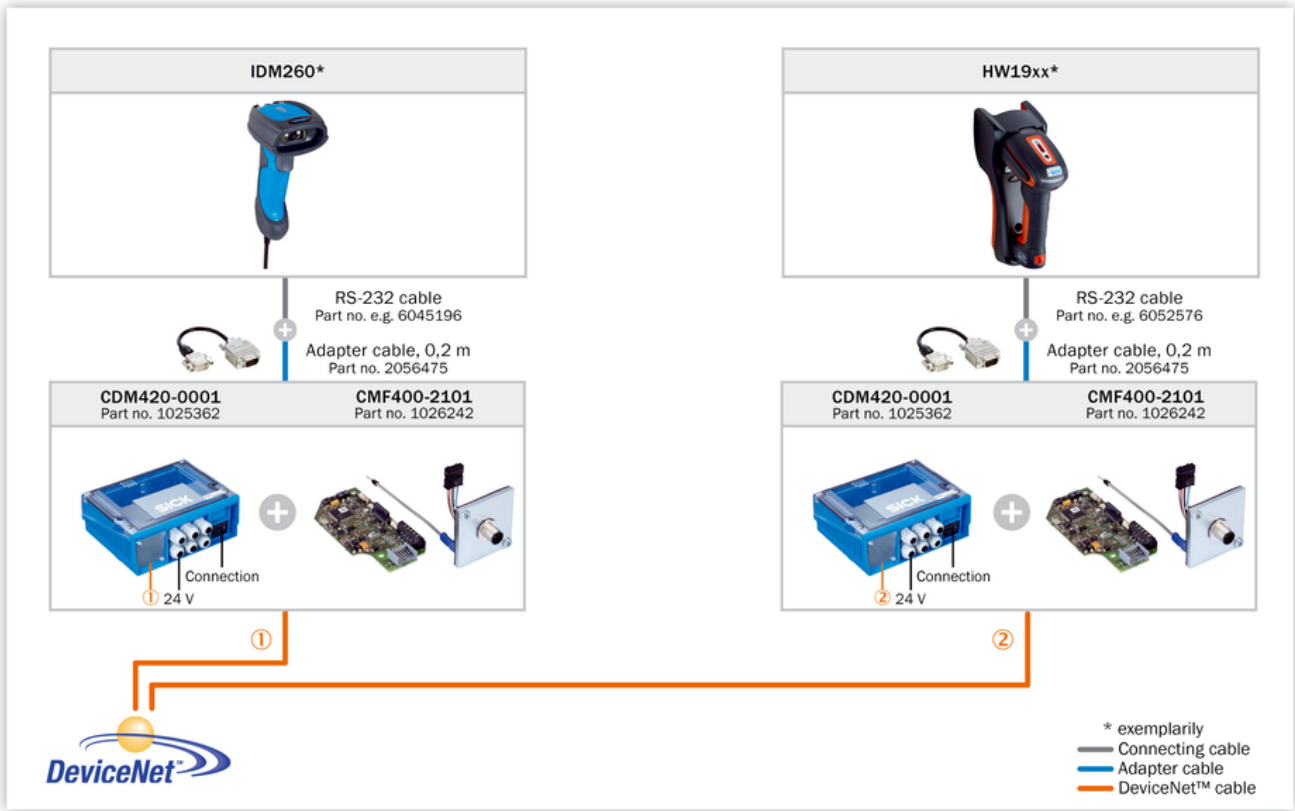 IDM260*
RS-232 cable
Part no. e.g. 6045196
Adapter cable, 0,2 m
Part no. 2056475
CDM420-0001
Part no. 1025362
CMF400-2101
Part no. 1026242
SICK
Connection
① 24 V
①
HW19xx*
RS-232 cable
Part no. e.g. 6052576
Adapter cable, 0,2 m
Part no. 2056475
CDM420-0001
Part no. 1025362
CMF400-2101
Part no. 1026242
SICK
Connection
② 24 V
②
DeviceNet™
* exemplarily
Connecting cable
Adapter cable
DeviceNet™ cable